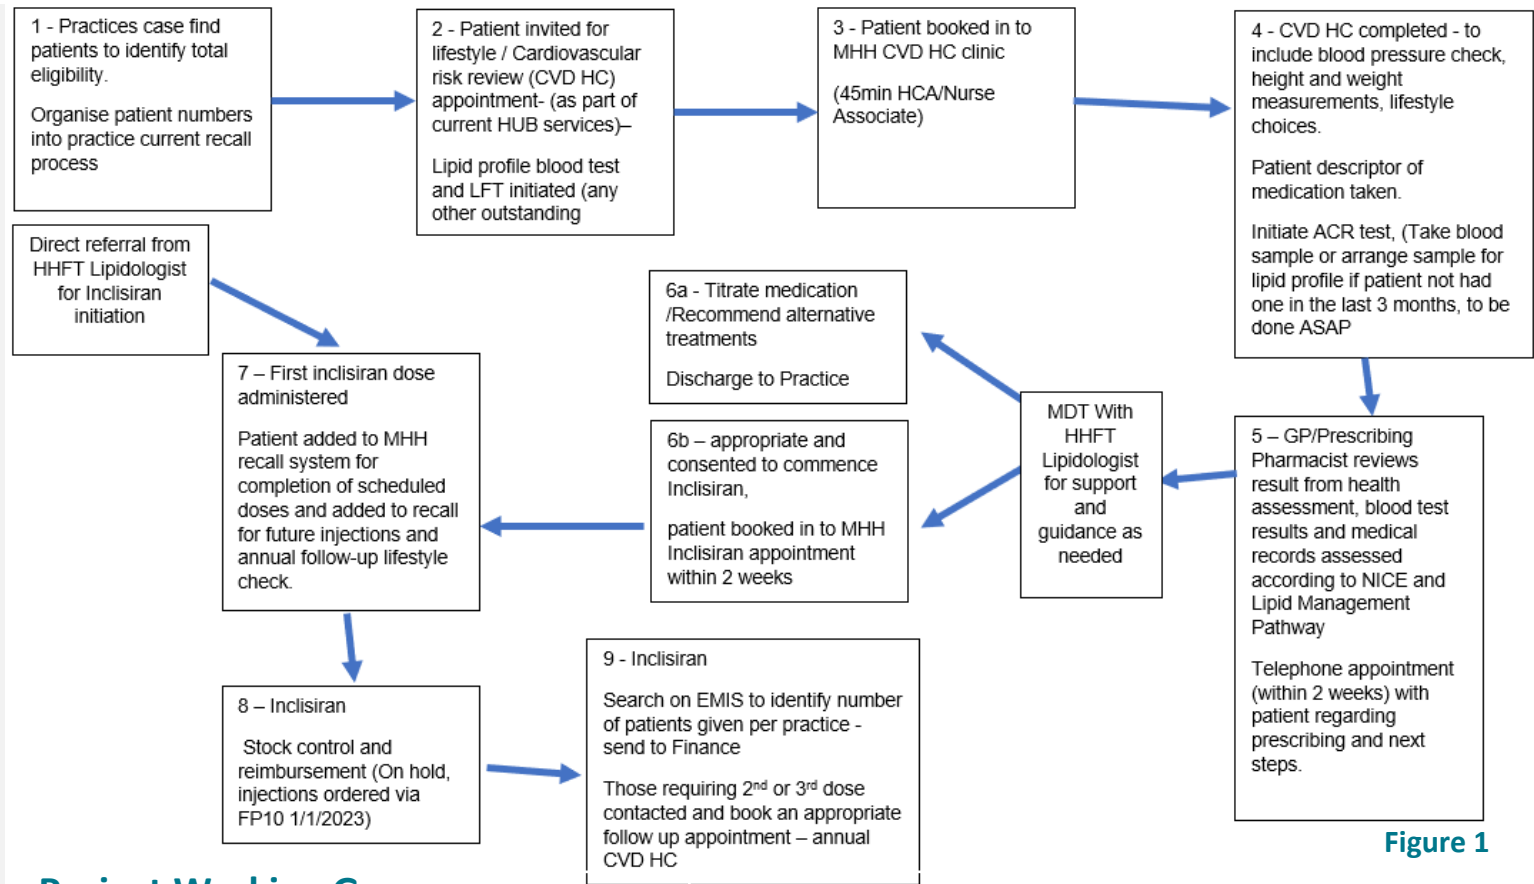 1 - Practices case find
patients to identify total
eligibility.
Organise patient numbers
into practice current recall
process
2 - Patient invited for
lifestyle / Cardiovascular
risk review (CVD HC)
appointment- (as part of
current HUB services)–
Lipid profile blood test
and LFT initiated (any
other outstanding
3 - Patient booked in to
MHH CVD HC clinic
(45min HCA/Nurse
Associate)
4 - CVD HC completed - to
include blood pressure check,
height and weight
measurements, lifestyle
choices.
Patient descriptor of
medication taken.
Initiate ACR test, (Take blood
sample or arrange sample for
lipid profile if patient not had
one in the last 3 months, to be
done ASAP
5 – GP/Prescribing
Pharmacist reviews
result from health
assessment, blood test
results and medical
records assessed
according to NICE and
Lipid Management
Pathway
Telephone appointment
(within 2 weeks) with
patient regarding
prescribing and next
steps.
MDT With
HHFT
Lipidologist
for support
and
guidance as
needed
6a - Titrate medication
/Recommend alternative
treatments
Discharge to Practice
6b – appropriate and
consented to commence
Inclisiran,
patient booked in to MHH
Inclisiran appointment
within 2 weeks
Direct referral from
HHFT Lipidologist
for Inclisiran
initiation
7 – First inclisiran dose
administered
Patient added to MHH
recall system for
completion of scheduled
doses and added to recall
for future injections and
annual follow-up lifestyle
check.
8 – Inclisiran
Stock control and
reimbursement (On hold,
injections ordered via
FP10 1/1/2023)
9 - Inclisiran
Search on EMIS to identify number
of patients given per practice -
send to Finance
Those requiring 2nd or 3rd dose
contacted and book an appropriate
follow up appointment – annual
CVD HC
Figure 1